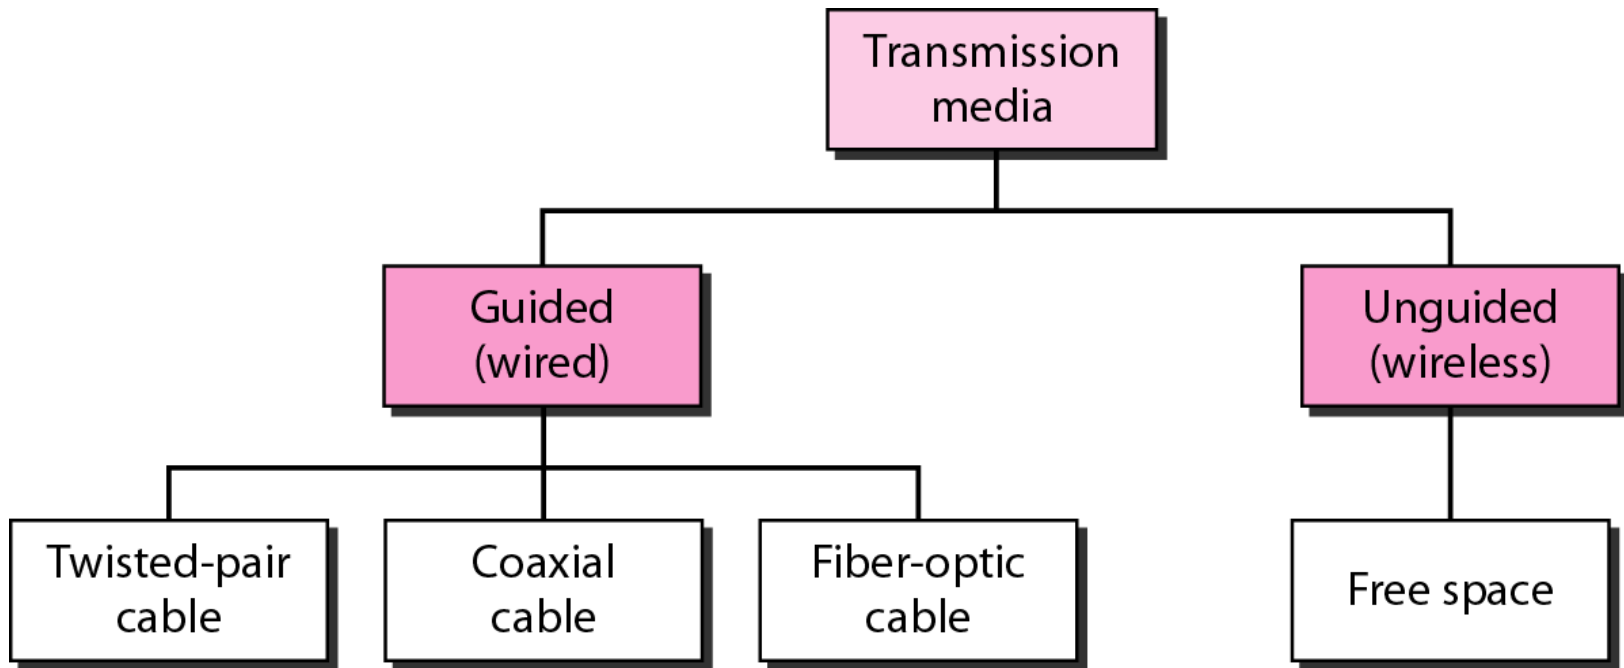 Transmission
media
Guided
(wired)
Unguided
(wireless)
Twisted-pair
cable
Coaxial
cable
Fiber-optic
cable
Free space